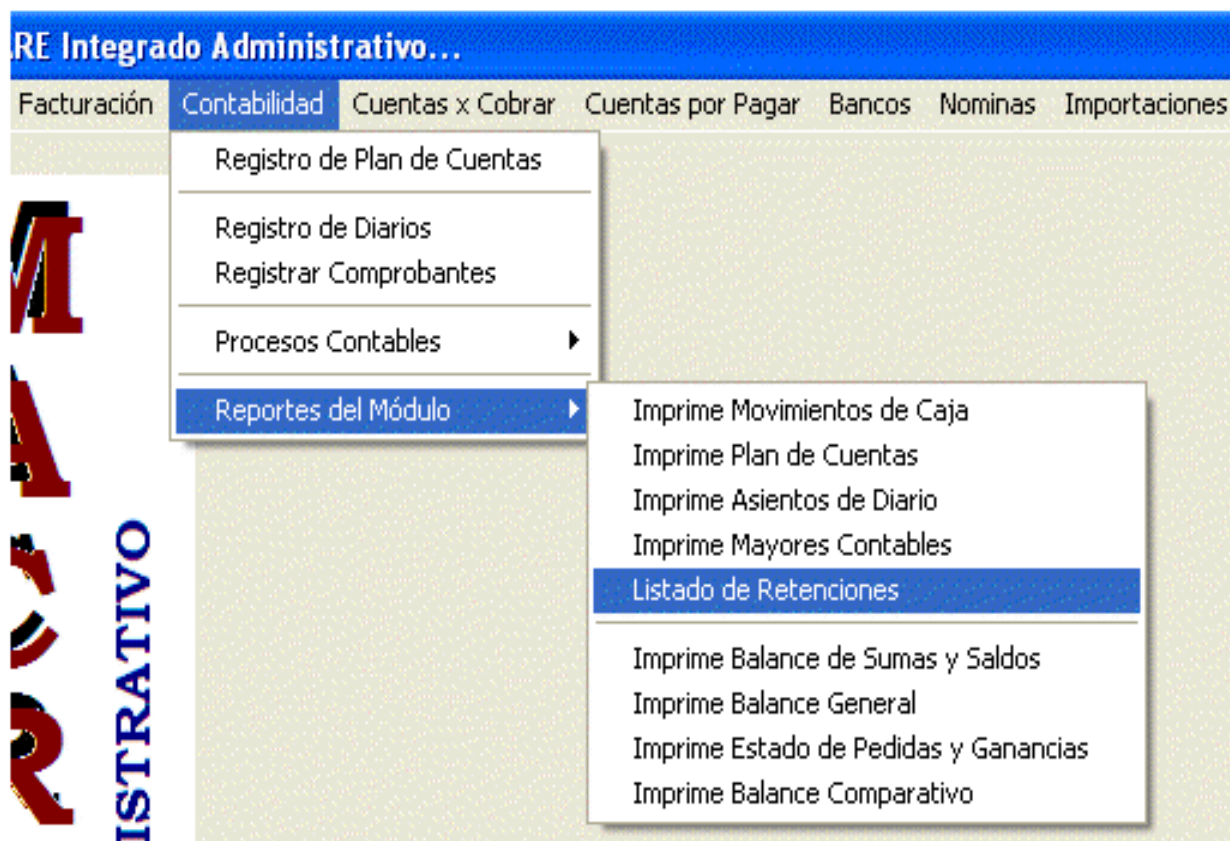 RE Integrado Administrativo...
Facturación Contabilidad Cuentas x Cobrar Cuentas por Pagar Bancos Nominas Importaciones
Registro de Plan de Cuentas
Registro de Diarios
Registrar Comprobantes
Procesos Contables
Reportes del Módulo
Imprime Movimientos de Caja
Imprime Plan de Cuentas
Imprime Asientos de Diario
Imprime Mayores Contables
Listado de Retenciones
Imprime Balance de Sumas y Saldos
Imprime Balance General
Imprime Estado de Pedidas y Ganancias
Imprime Balance Comparativo
M
A
C
R
ISTRATIVO